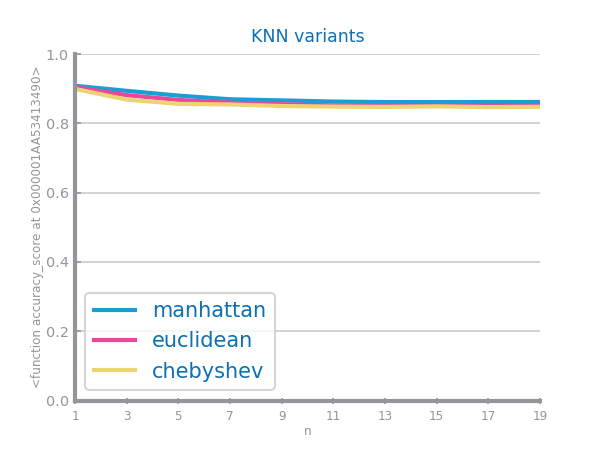 KNN variants
<function accuracy_score at 0x000001AA53413490>
1.0
0.8
0.6
0.4
0.2
0.0
manhattan
euclidean
chebyshev
1 3 5 7 9 11 13 15 17 19
n